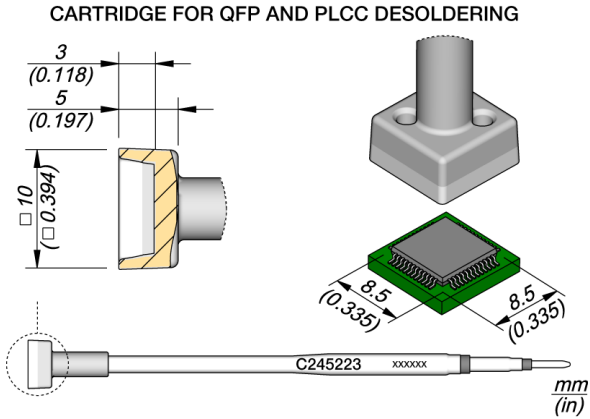 CARTRIDGE FOR QFP AND PLCC DESOLDERING
3
(0.118)
5
(0.197)
□ 10
(□ 0.394)
8.5
(0.335)
8.5
(0.335)
C245223 xxxxxx
mm
(in)